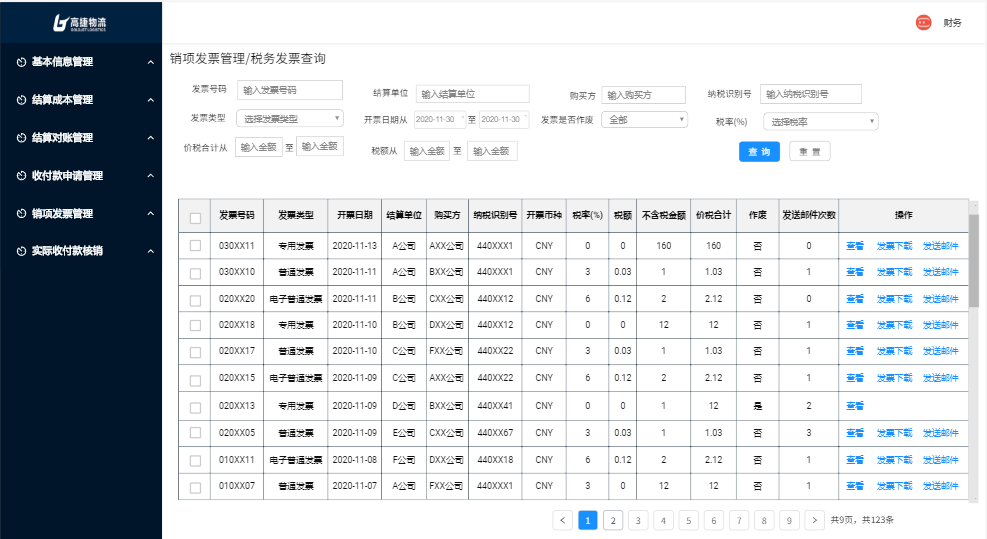 高捷物流
GOLDJET LOGISTICS
财务
基本信息管理
结算成本管理
结算对账管理
收付款申请管理
销项发票管理
实际收付款核销
销项发票管理/税务发票查询
发票号码 输入发票号码 结算单位 输入结算单位 购买方 输入购买方 纳税识别号 输入纳税识别号
发票类型 选择发票类型 开票日期从 2020-11-30 至 2020-11-30 发票是否作废 全部 税率(%) 选择税率
价税合计从 输入金额 至 输入金额 税额从 输入金额 至 输入金额 查 询 重 置
发票号码 发票类型 开票日期 结算单位 购买方 纳税识别号 开票币种 税率(%) 税额 不含税金额 价税合计 作废 发送邮件次数 操作
030XX11 专用发票 2020-11-13 A公司 AXX公司 440XXX1 CNY 0 0 160 160 否 0 查看 发票下载 发送邮件
030XX10 普通发票 2020-11-11 A公司 BXX公司 440XXX1 CNY 3 0.03 1 1.03 否 1 查看 发票下载 发送邮件
020XX20 电子普通发票 2020-11-11 B公司 CXX公司 440XX12 CNY 6 0.12 2 2.12 否 0 查看 发票下载 发送邮件
020XX18 专用发票 2020-11-10 B公司 DXX公司 440XX12 CNY 0 0 12 12 否 1 查看 发票下载 发送邮件
020XX17 普通发票 2020-11-10 C公司 FXX公司 440XX22 CNY 3 0.03 1 1.03 否 1 查看 发票下载 发送邮件
020XX15 电子普通发票 2020-11-09 C公司 AXX公司 440XX22 CNY 6 0.12 2 2.12 否 1 查看 发票下载 发送邮件
020XX13 专用发票 2020-11-09 D公司 BXX公司 440XX41 CNY 0 0 1 12 是 2 查看
020XX05 普通发票 2020-11-09 E公司 CXX公司 440XX67 CNY 3 0.03 1 1.03 否 3 查看 发票下载 发送邮件
010XX11 电子普通发票 2020-11-08 F公司 DXX公司 440XX18 CNY 6 0.12 2 2.12 否 1 查看 发票下载 发送邮件
010XX07 普通发票 2020-11-07 A公司 FXX公司 440XXX1 CNY 3 0 12 12 否 1 查看 发票下载 发送邮件
< 1 2 3 4 5 6 7 8 9 > 共9页，共123条